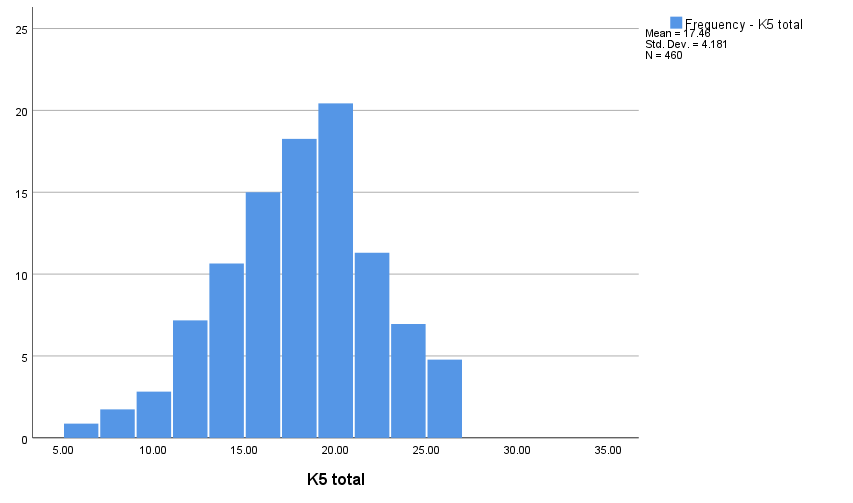 Frequency - K5 total
Mean = 17.46
Std. Dev. = 4.181
N = 460
25
20
15
10
5
0
5.00 10.00 15.00 20.00 25.00 30.00 35.00
K5 total